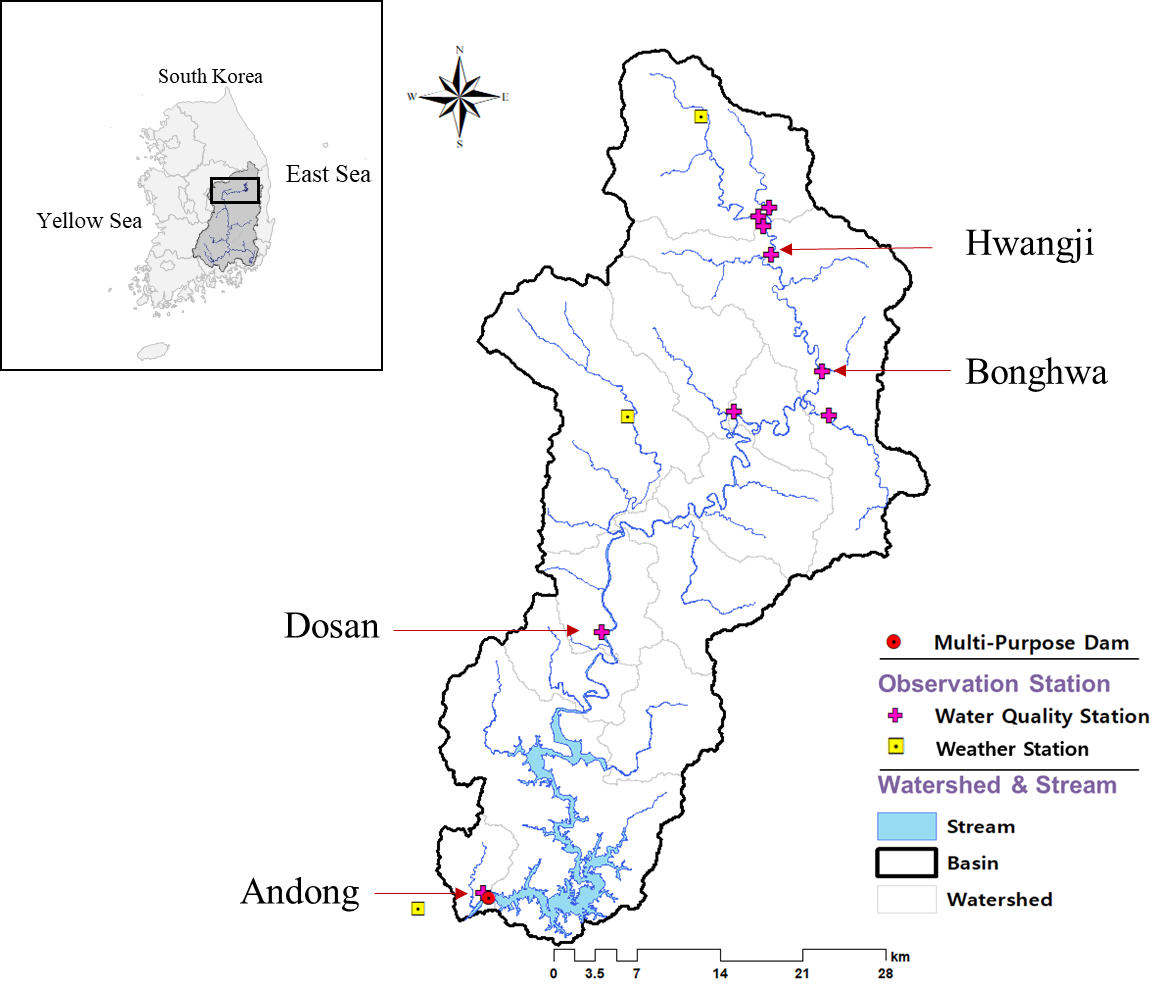 South Korea
East Sea
Yellow Sea
N
W
E
S
Hwangji
Bonghwa
Dosan
Andong
Multi-Purpose Dam
Observation Station
Water Quality Station
Weather Station
Watershed & Stream
Stream
Basin
Watershed
km
0 3.5 7 14 21 28